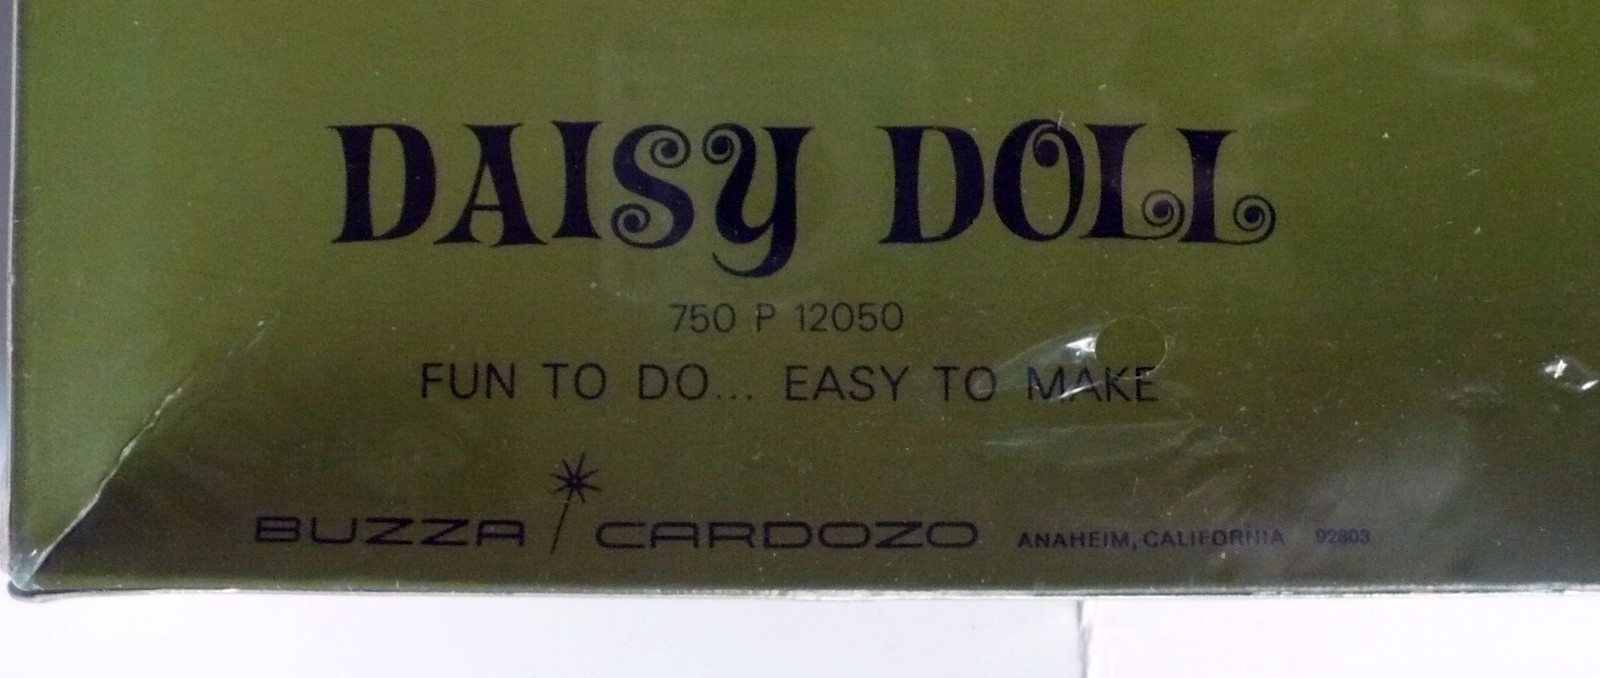 DAISY DOLL
750 P 12050
FUN TO DO... EASY TO MAKE
BUZZA CARDOZO ANAHEIM, CALIFORNIA 92803